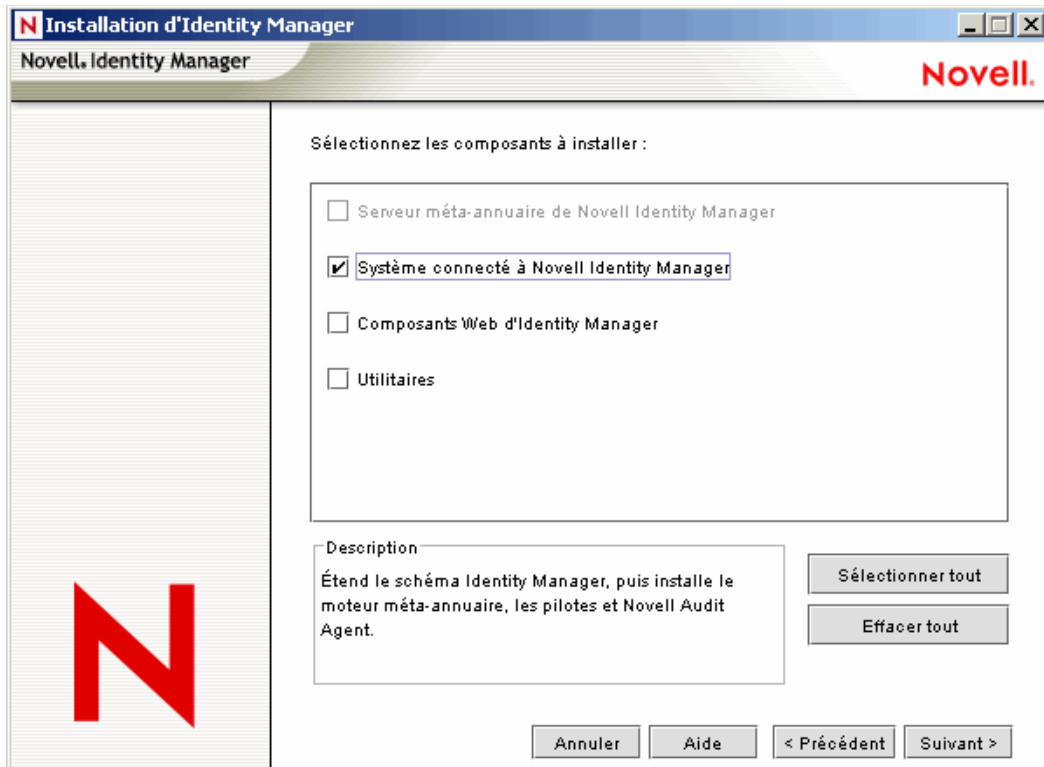 N Installation d'Identity Manager
Novell. Identity Manager
Novell.
Sélectionnez les composants à installer :
Serveur méta-annuaire de Novell Identity Manager
Système connecté à Novell Identity Manager
Composants Web d'Identity Manager
Utilitaires
Description
Étend le schéma Identity Manager, puis installe le
moteur méta-annuaire, les pilotes et Novell Audit
Agent.
Sélectionner tout
Effacer tout
N
Annuler
Aide
< Précédent
Suivant >